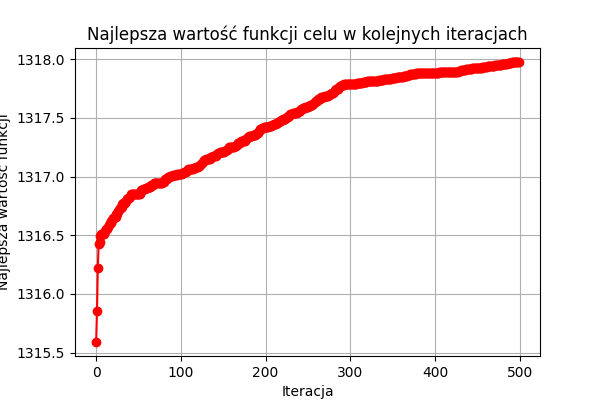 Najlepsza wartość funkcji celu w kolejnych iteracjach
1318.0
1317.5
1317.0
1316.5
1316.0
1315.5
Najlepsza wartość funkcji
0 100 200 300 400 500
Iteracja